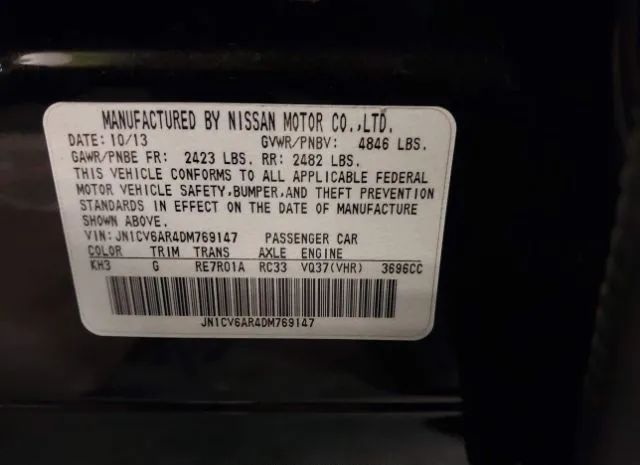 MANUFACTURED BY NISSAN MOTOR CO.,LTD.
DATE: 10/13 GVWR/PNBV: 4846 LBS.
GAWR/PNBE FR: 2423 LBS. RR: 2482 LBS.
THIS VEHICLE CONFORMS TO ALL APPLICABLE FEDERAL
MOTOR VEHICLE SAFETY,BUMPER,AND THEFT PREVENTION
STANDARDS IN EFFECT ON THE DATE OF MANUFACTURE
SHOWN ABOVE.
VIN: JN1CV6AR4DM769147 PASSENGER CAR
COLOR TRIM TRANS AXLE ENGINE
KH3 G RE7R01A RC33 VQ37(VHR) 3696CC
JN1CV6AR4DM769147